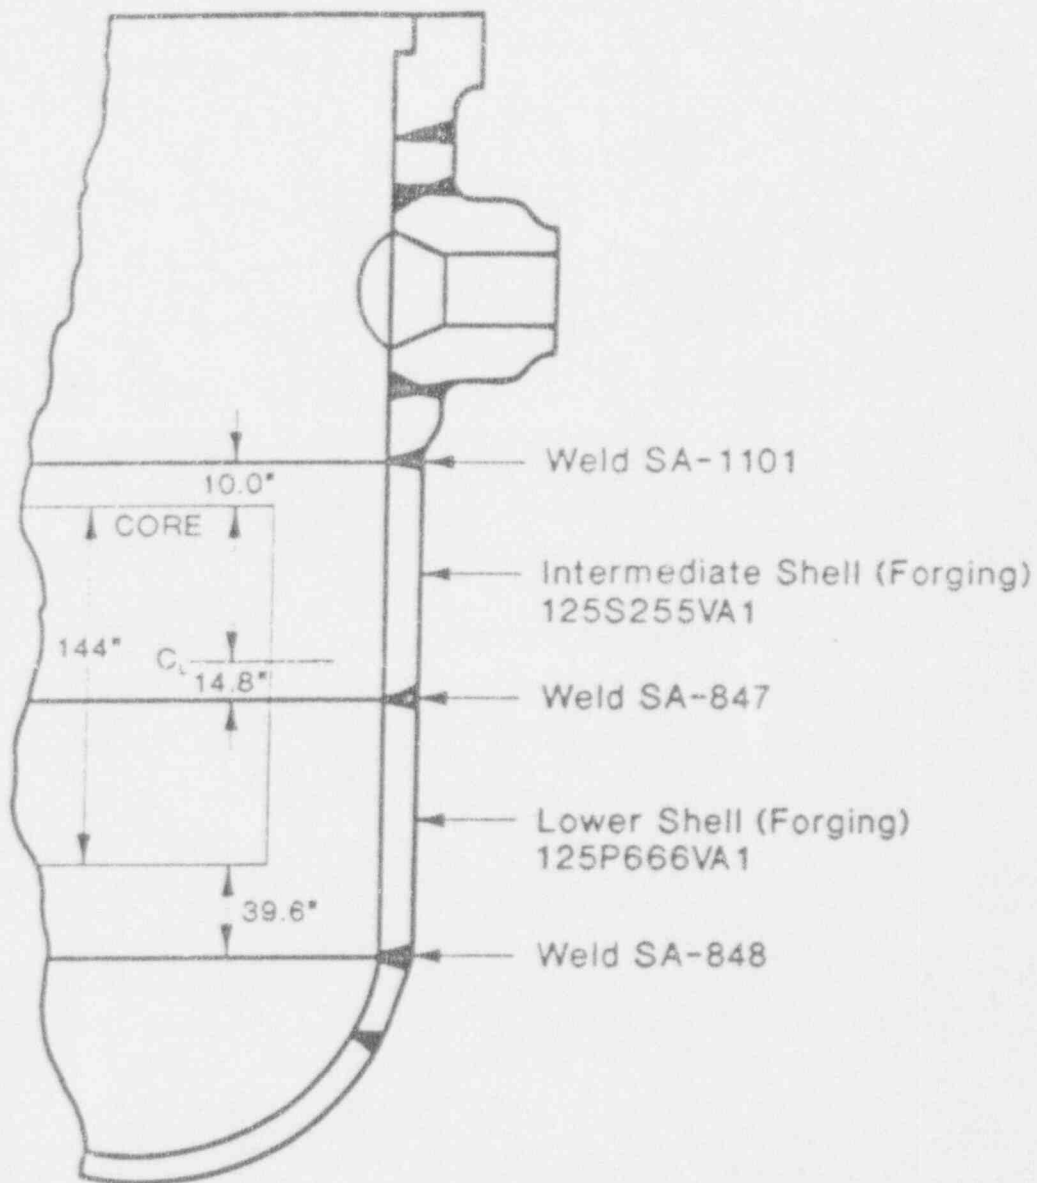 Weld SA-1101
10.0"
CORE
Intermediate Shell (Forging)
125S255VA1
144"
CL
14.8"
Weld SA-847
Lower Shell (Forging)
125P666VA1
39.6"
Weld SA-848